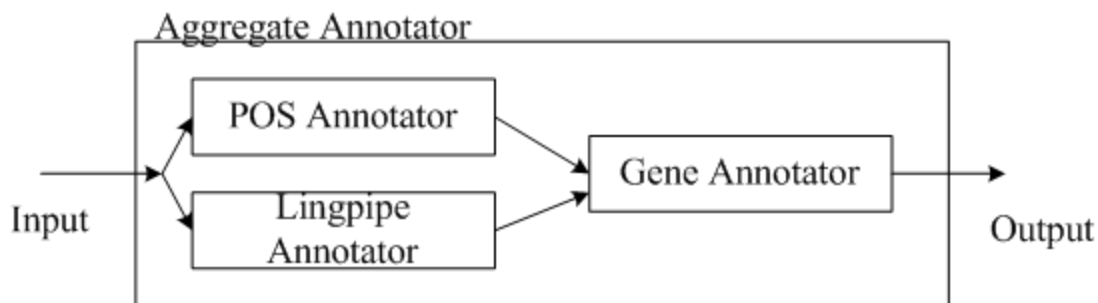 Aggregate Annotator
POS Annotator
Gene Annotator
Lingpipe
Annotator
Input
Output